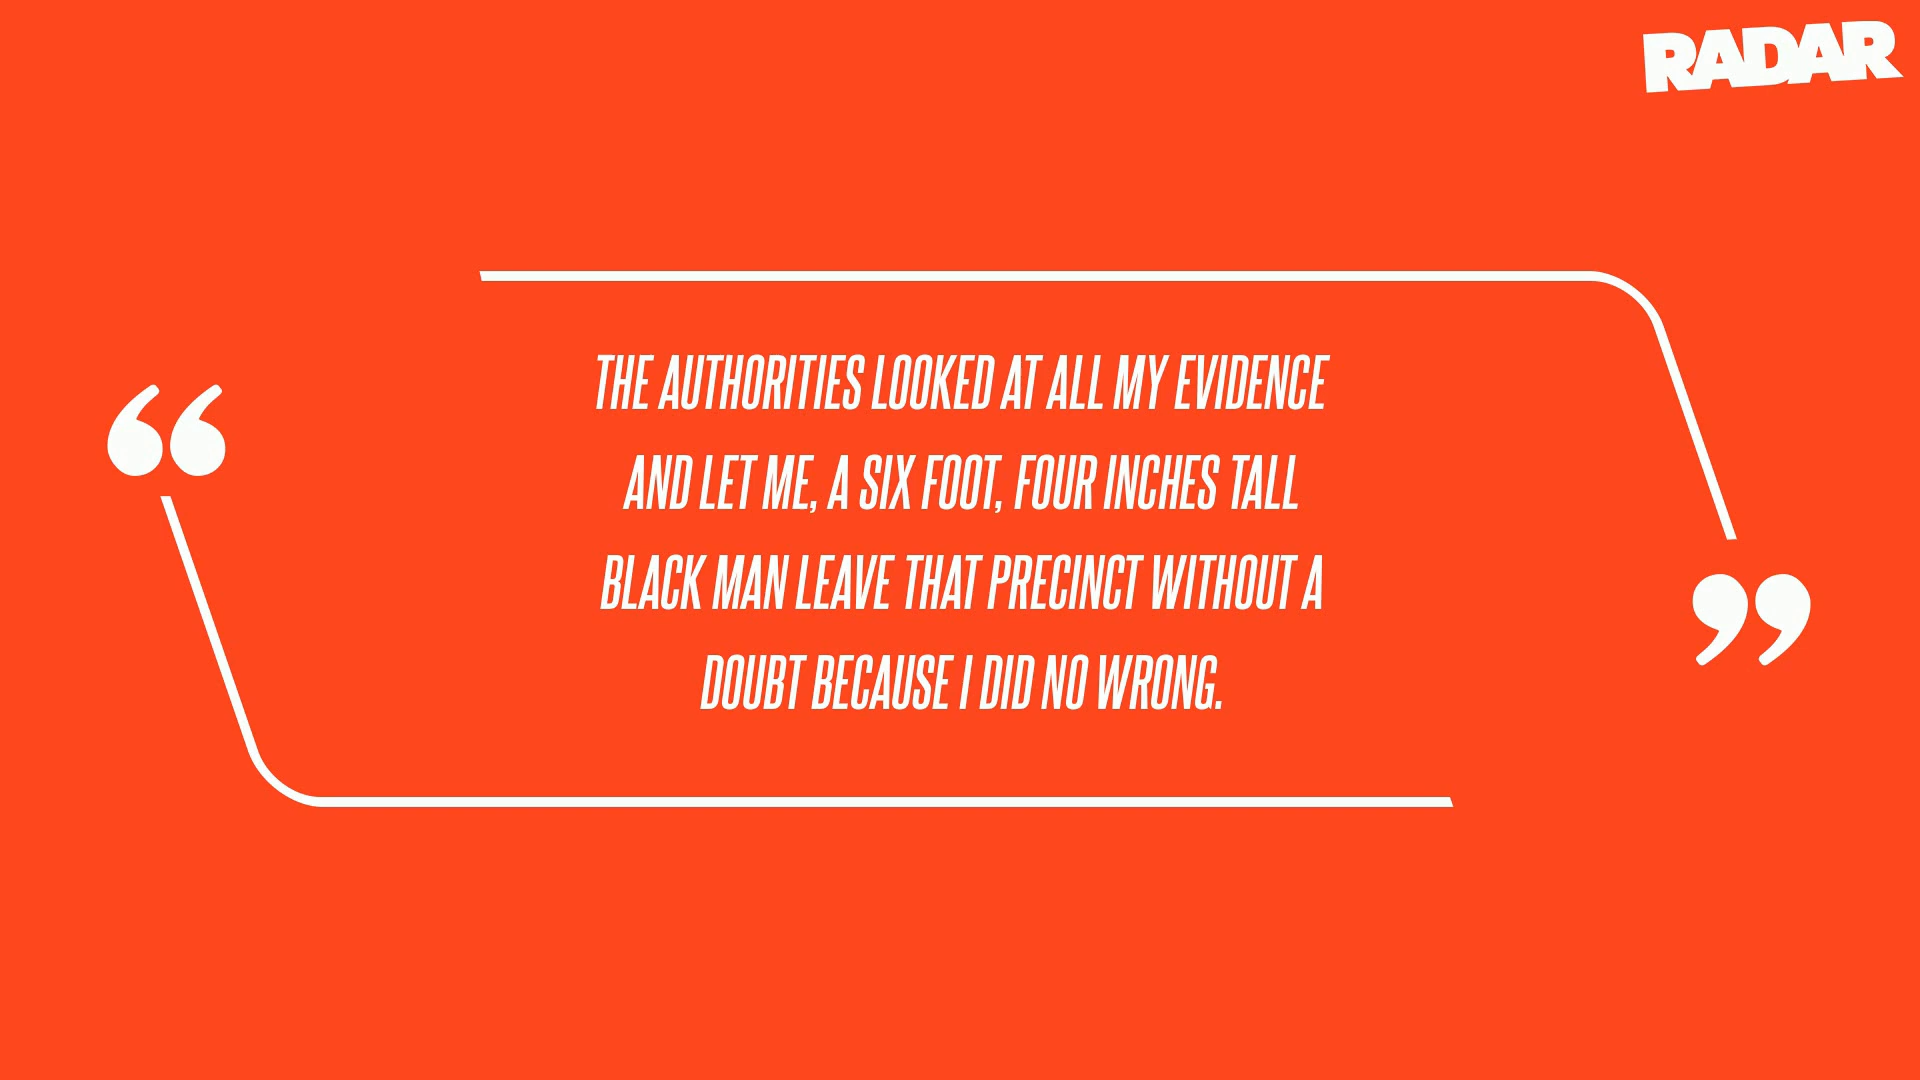 RADAR
“
THE AUTHORITIES LOOKED AT ALL MY EVIDENCE
AND LET ME, A SIX FOOT, FOUR INCHES TALL
BLACK MAN LEAVE THAT PRECINCT WITHOUT A
DOUBT BECAUSE I DID NO WRONG.
”